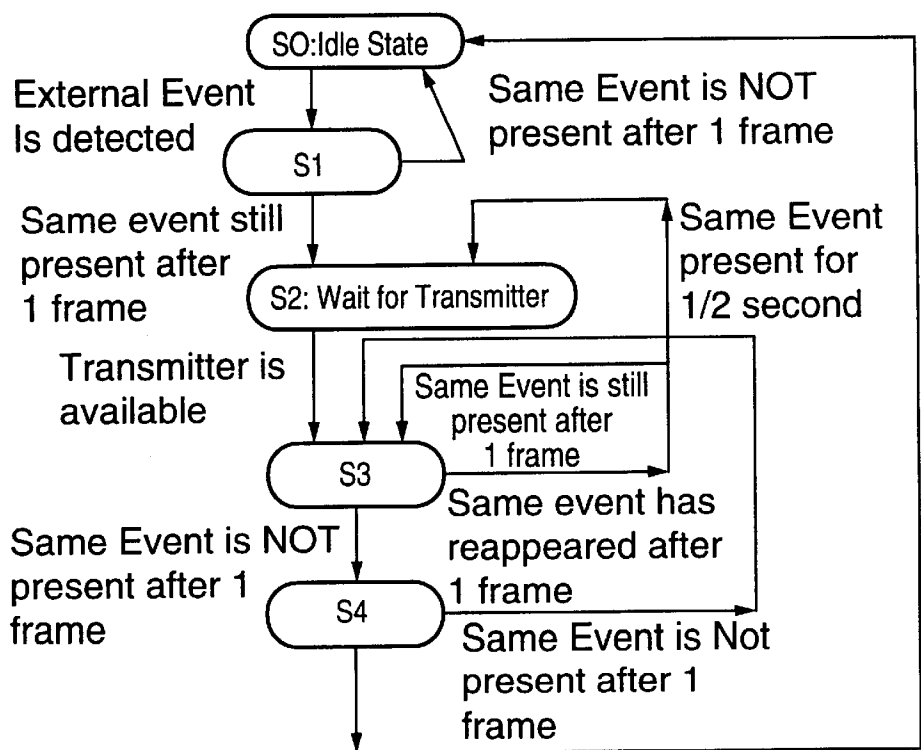 SO:Idle State
External Event
Is detected
Same Event is NOT
present after 1 frame
S1
Same event still
present after
1 frame
Same Event
present for
1/2 second
S2: Wait for Transmitter
Transmitter is
available
Same Event is still
present after
1 frame
S3
Same event has
reappeared after
1 frame
Same Event is NOT
present after 1
frame
S4
Same Event is Not
present after 1
frame